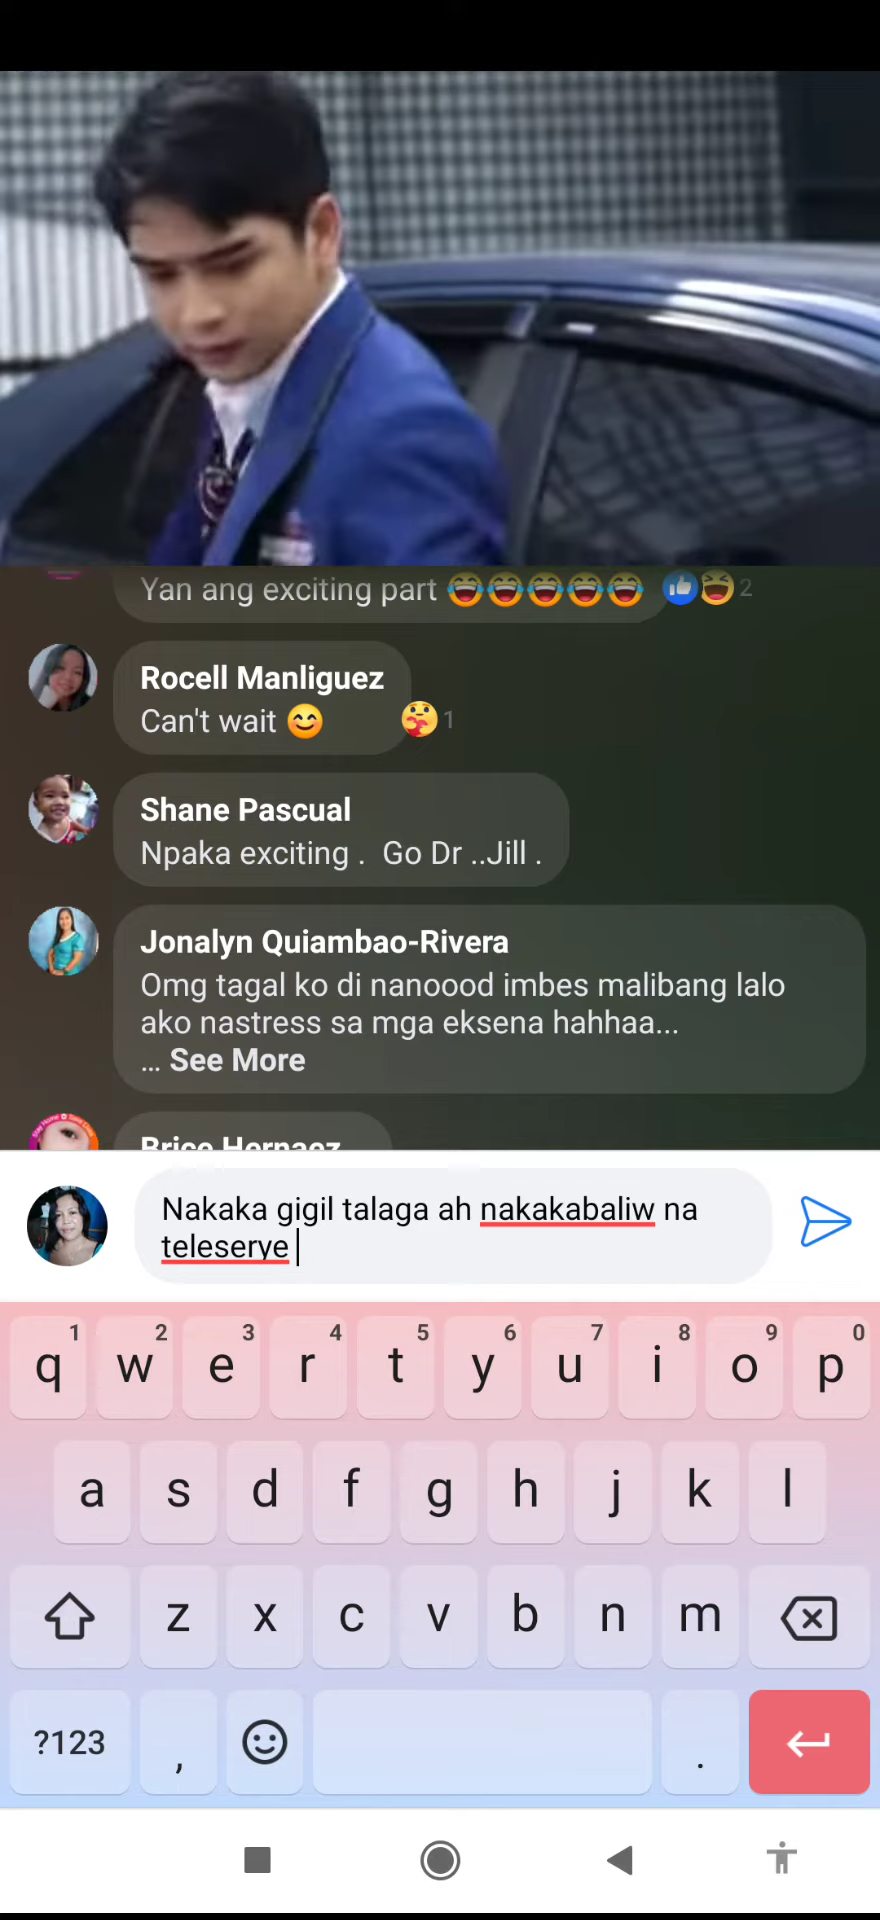 Yan ang exciting part 😂😂😂😂😂 2
Rocell Manliguez
Can't wait 😊 1
Shane Pascual
Npaka exciting .  Go Dr ..Jill .
Jonalyn Quiambao-Rivera
Omg tagal ko di nanoood imbes malibang lalo
ako nastress sa mga eksena hahhaa...
... See More
Brice Hernaez
Nakaka gigil talaga ah nakakabaliw na
teleserye
1 2 3 4 5 6 7 8 9 0
q w e r t y u i o p
a s d f g h j k l
z x c v b n m
?123 , .